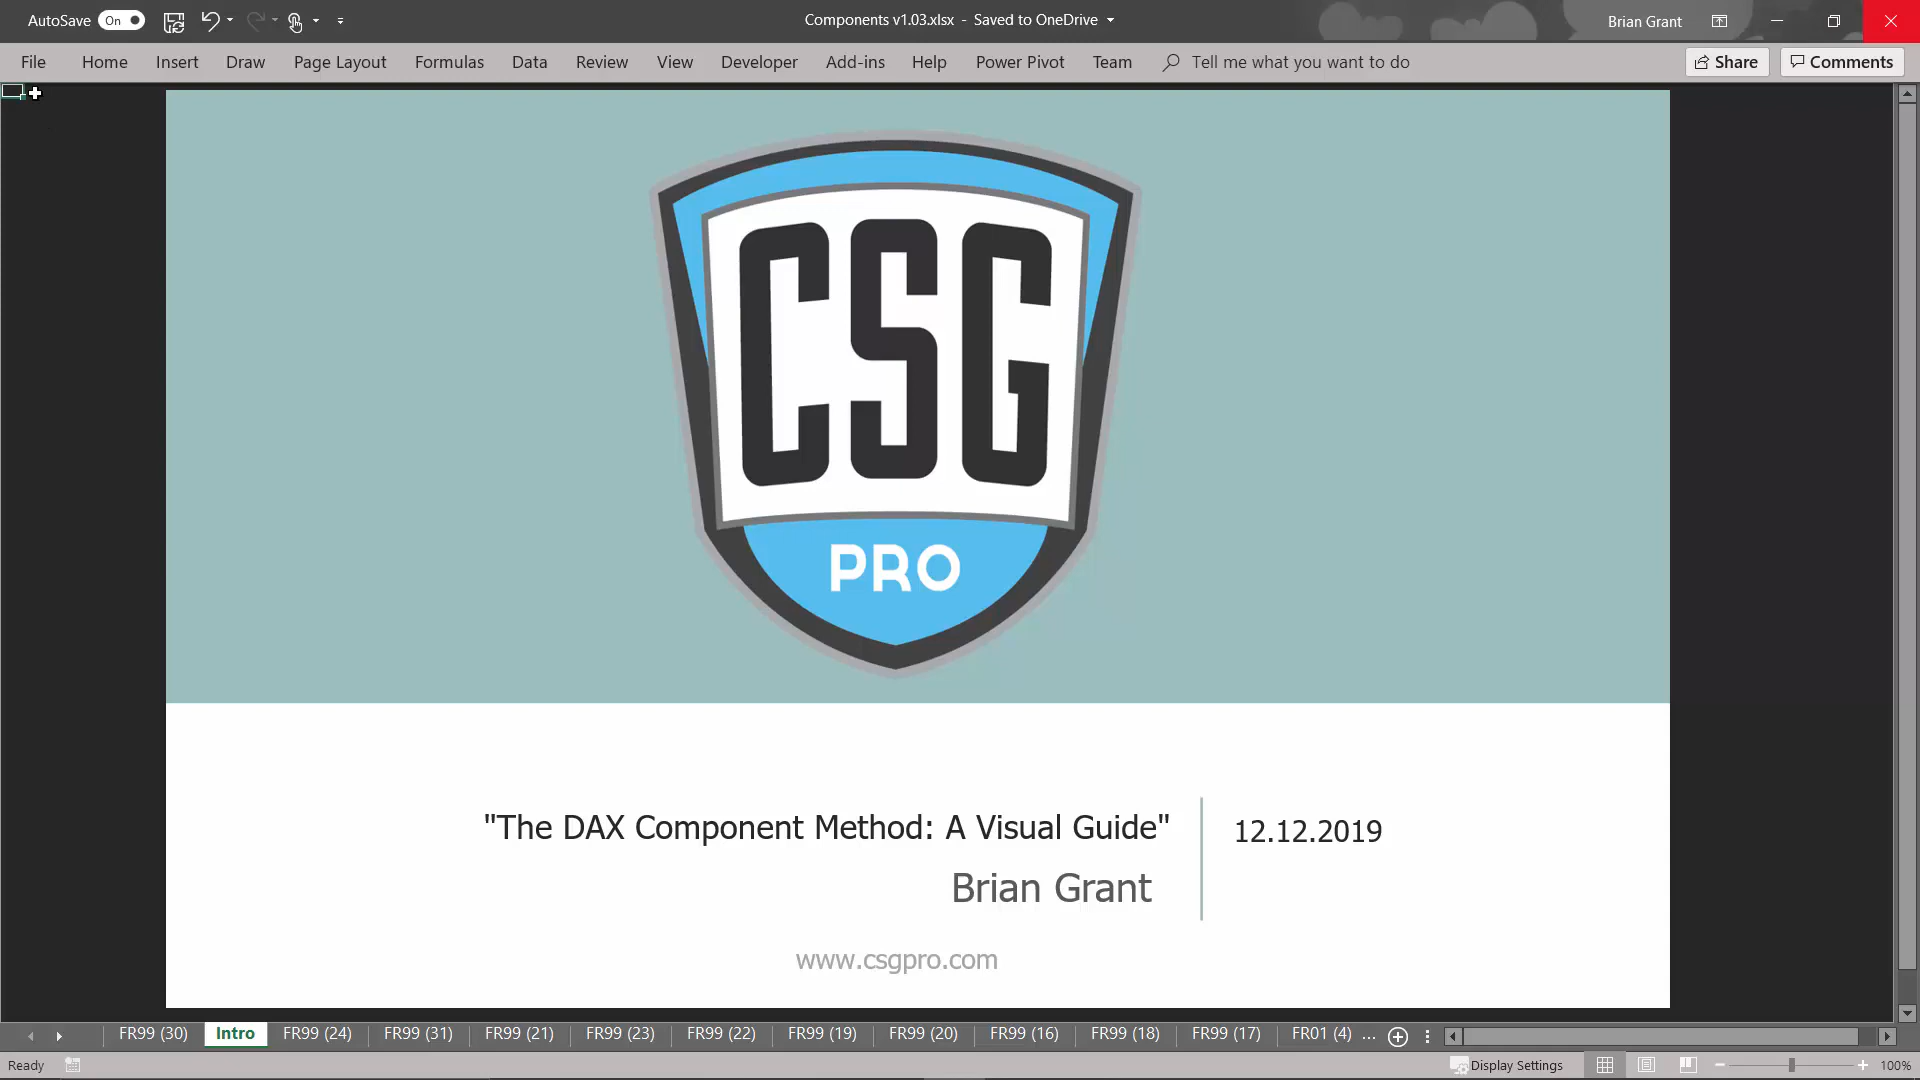 AutoSave On
Components v1.03.xlsx - Saved to OneDrive
Brian Grant
File Home Insert Draw Page Layout Formulas Data Review View Developer Add-ins Help Power Pivot Team Tell me what you want to do Share Comments
CSG
PRO
"The DAX Component Method: A Visual Guide"
12.12.2019
Brian Grant
www.csgpro.com
FR99 (30) Intro FR99 (24) FR99 (31) FR99 (21) FR99 (23) FR99 (22) FR99 (19) FR99 (20) FR99 (16) FR99 (18) FR99 (17) FR01 (4) ...
Ready Display Settings 100%